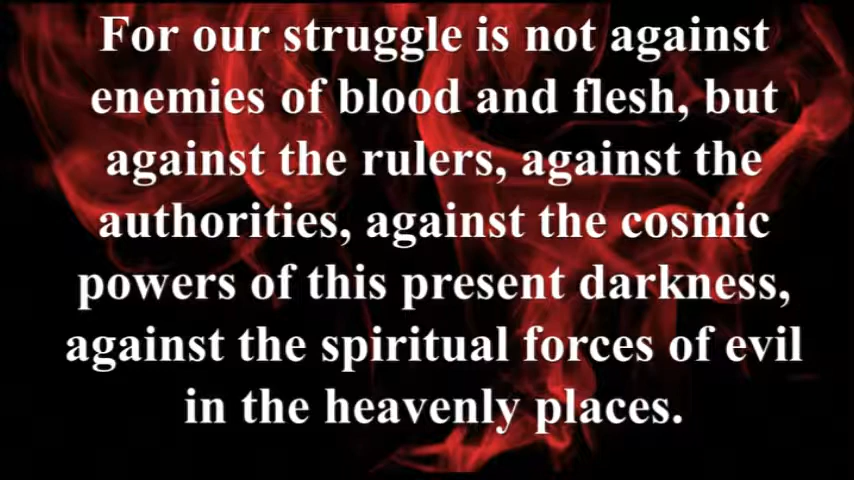 For our struggle is not against
enemies of blood and flesh, but
against the rulers, against the
authorities, against the cosmic
powers of this present darkness,
against the spiritual forces of evil
in the heavenly places.